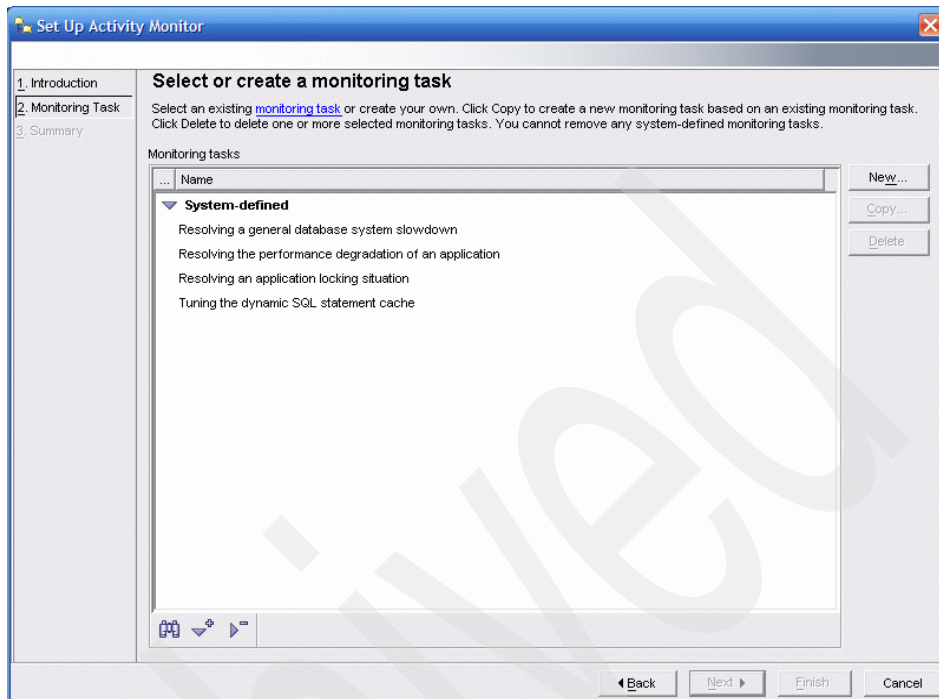 Set Up Activity Monitor
1. Introduction
2. Monitoring Task
3. Summary
Select or create a monitoring task
Select an existing monitoring task or create your own. Click Copy to create a new monitoring task based on an existing monitoring task.
Click Delete to delete one or more selected monitoring tasks. You cannot remove any system-defined monitoring tasks.
Monitoring tasks
... Name
System-defined
Resolving a general database system slowdown
Resolving the performance degradation of an application
Resolving an application locking situation
Tuning the dynamic SQL statement cache
New...
Copy...
Delete
Back
Next
Finish
Cancel
hived